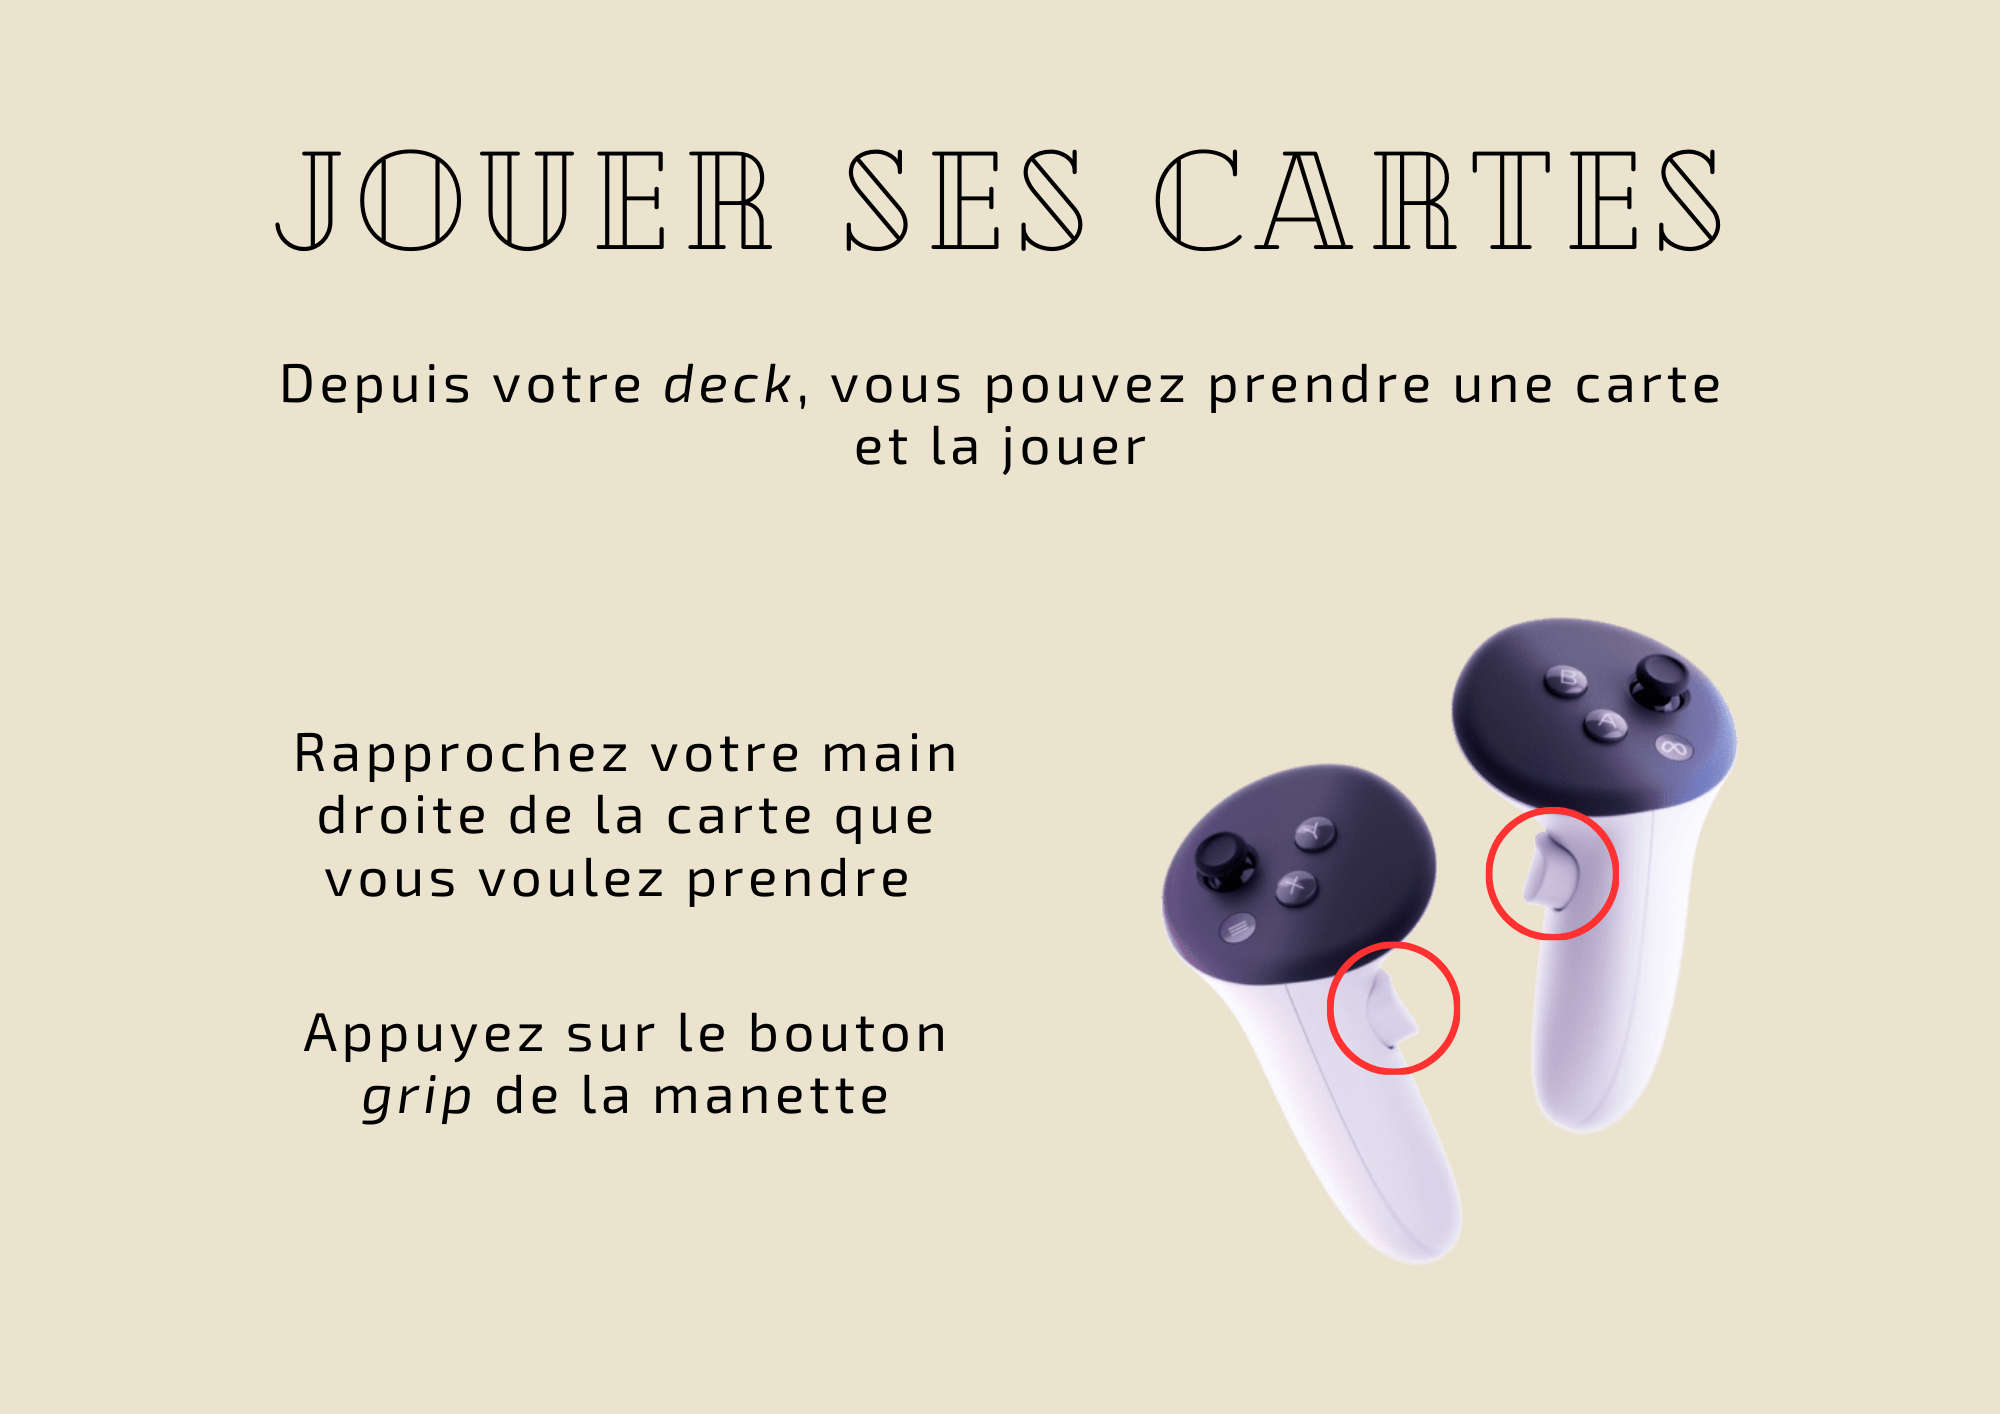 JOUER SES CARTES
Depuis votre deck, vous pouvez prendre une carte
et la jouer
Rapprochez votre main
droite de la carte que
vous voulez prendre
Appuyez sur le bouton
grip de la manette
B
A
Y
X